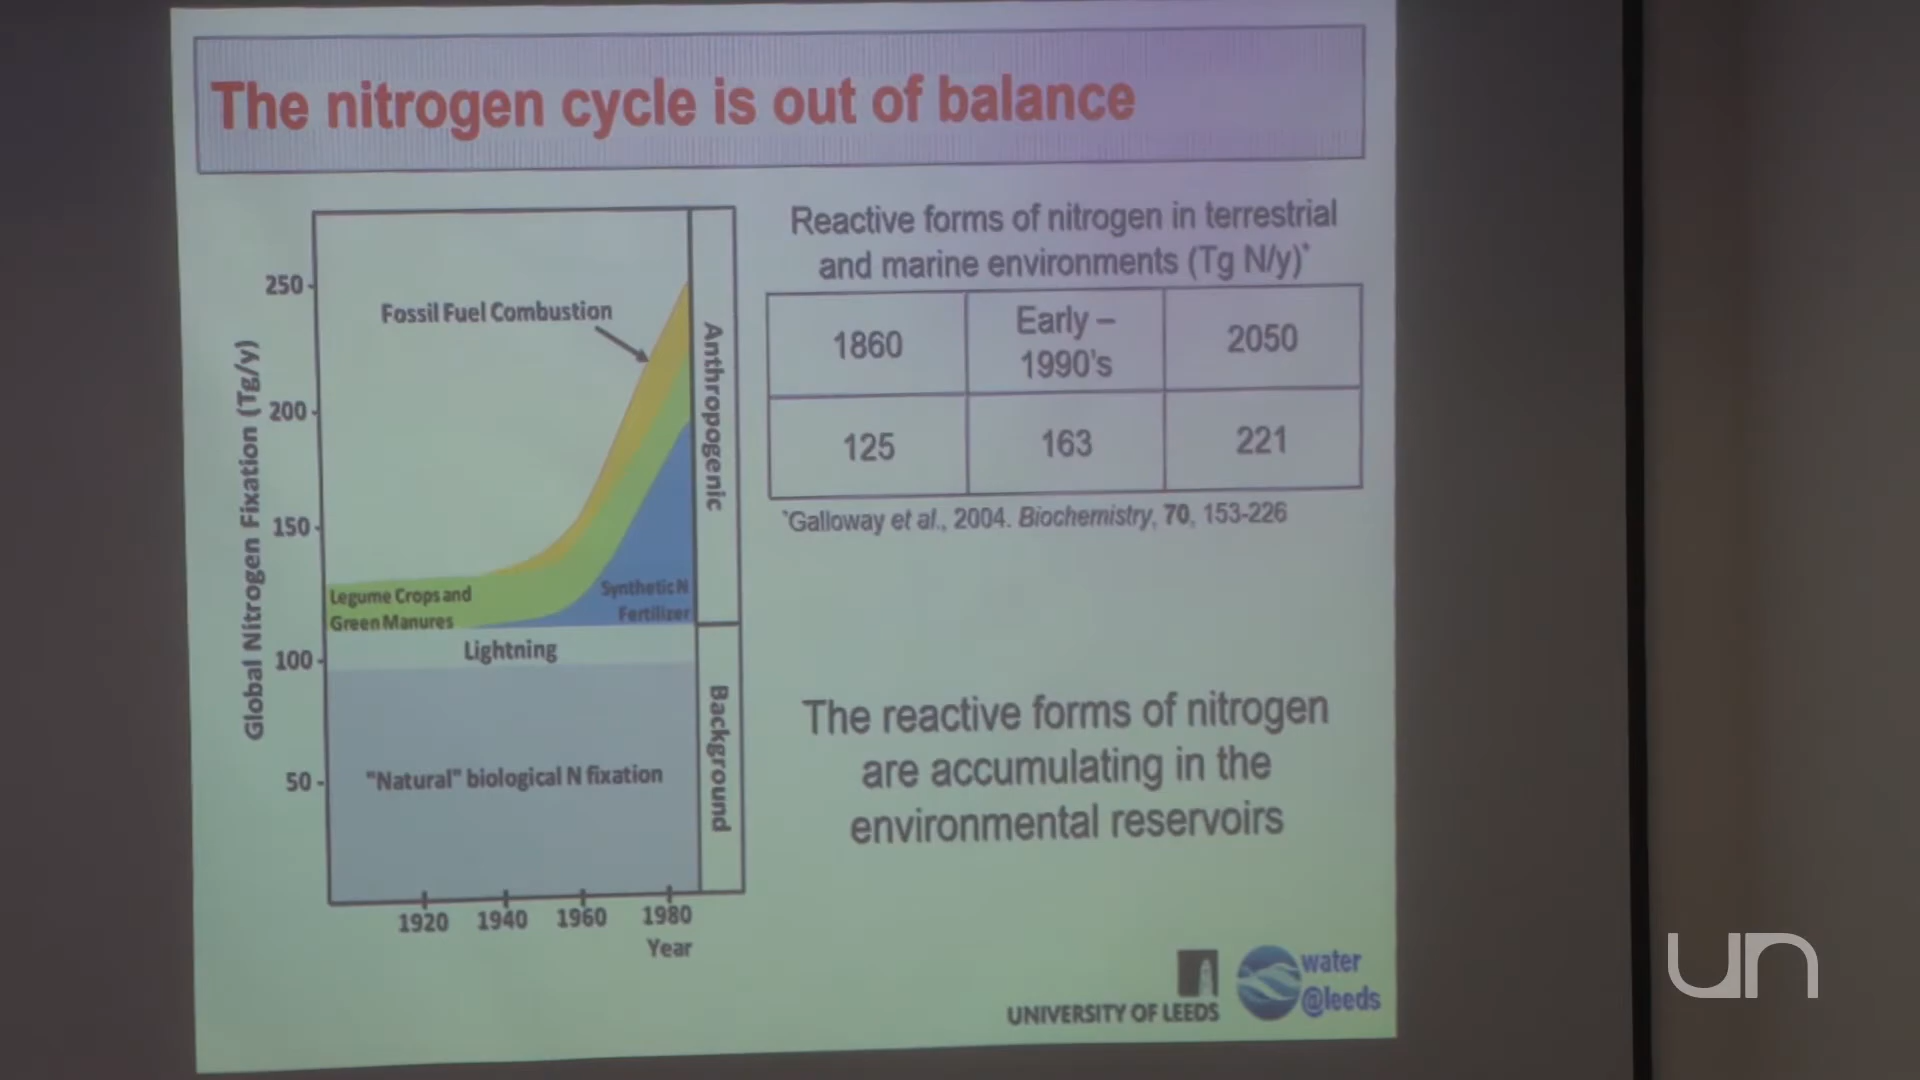 The nitrogen cycle is out of balance
Global Nitrogen Fixation (Tg/y)
250
200
150
100
50
Fossil Fuel Combustion
Legume Crops and
Green Manures
Synthetic N
Fertilizer
Lightning
"Natural" biological N fixation
Anthropogenic
Background
1920 1940 1960 1980
Year
Reactive forms of nitrogen in terrestrial
and marine environments (Tg N/y)*
1860
Early –
1990's
2050
125 163 221
*Galloway et al., 2004. Biochemistry, 70, 153-226
The reactive forms of nitrogen
are accumulating in the
environmental reservoirs
UNIVERSITY OF LEEDS
water
@leeds
un